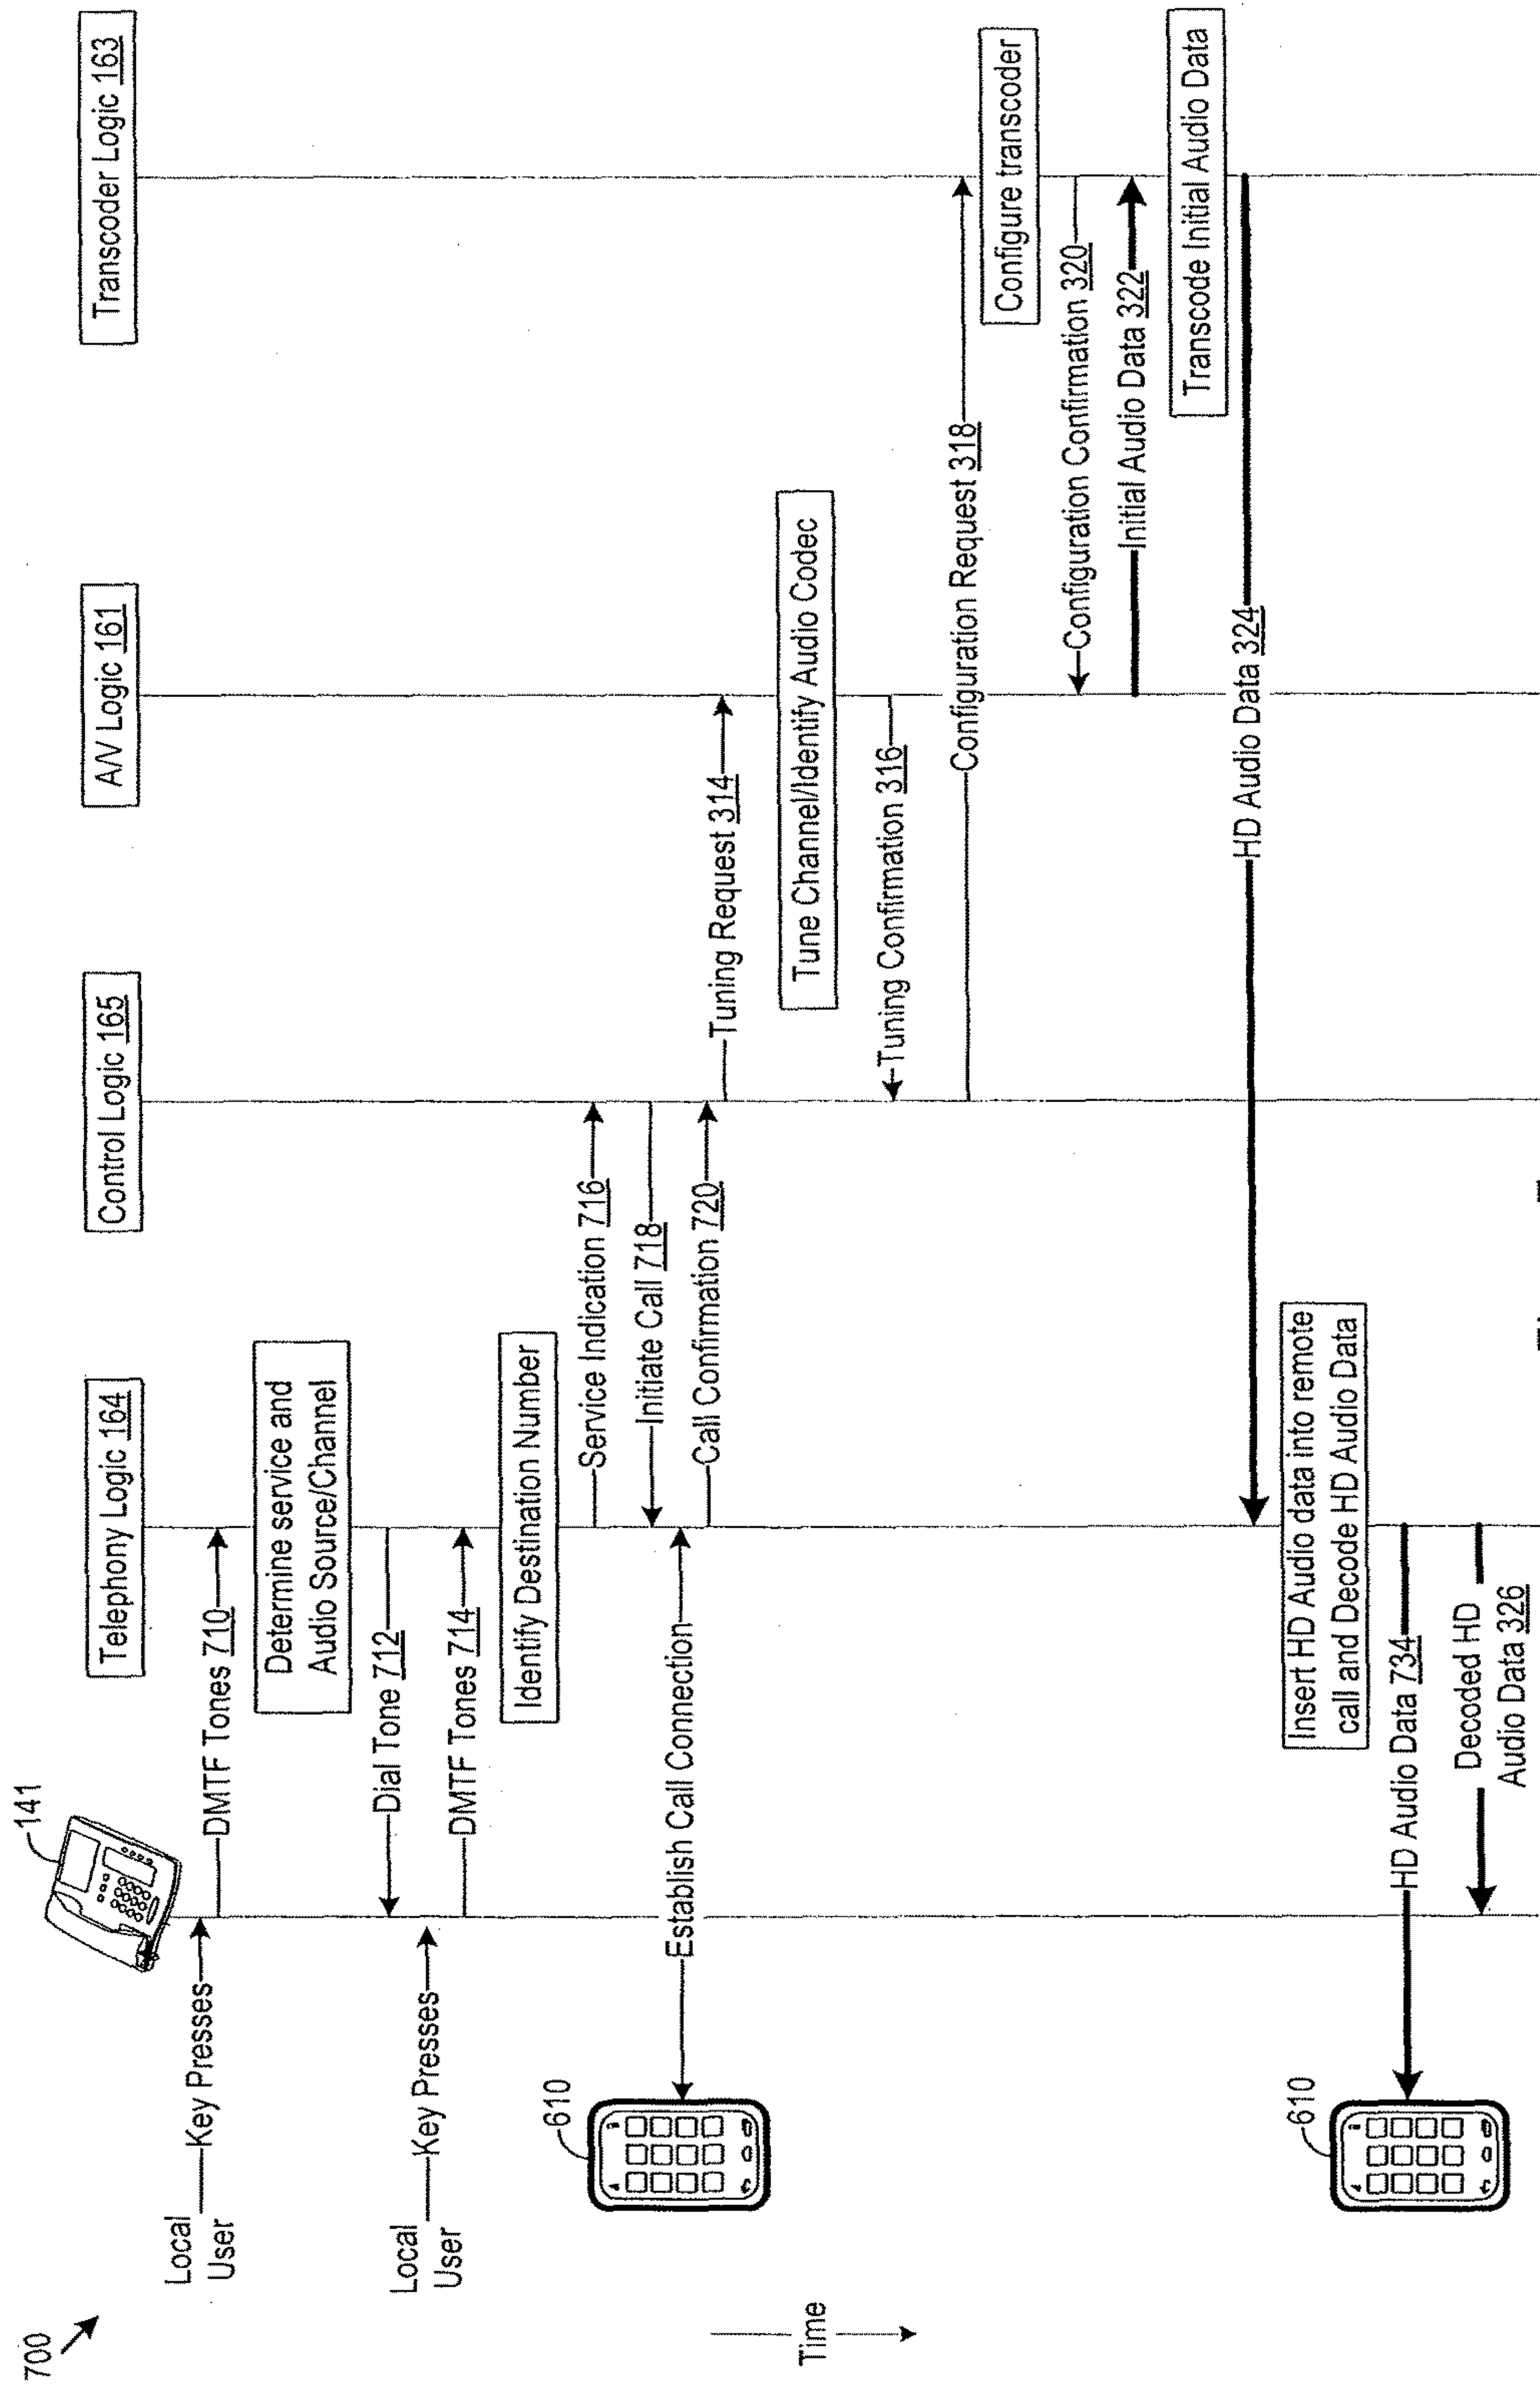 700
141
Telephony Logic 164
Control Logic 165
A/V Logic 161
Transcoder Logic 163
Local
User
Key Presses
DMTF Tones 710
Determine service and
Audio Source/Channel
Dial Tone 712
Local
User
Key Presses
DMTF Tones 714
Identify Destination Number
610
Service Indication 716
Initiate Call 718
Establish Call Connection
Call Confirmation 720
Tuning Request 314
Time
Tune Channel/Identify Audio Codec
Tuning Confirmation 316
Configuration Request 318
Configure transcoder
Configuration Confirmation 320
Initial Audio Data 322
Transcode Initial Audio Data
HD Audio Data 324
Insert HD Audio data into remote
call and Decode HD Audio Data
610
HD Audio Data 734
Decoded HD
Audio Data 326